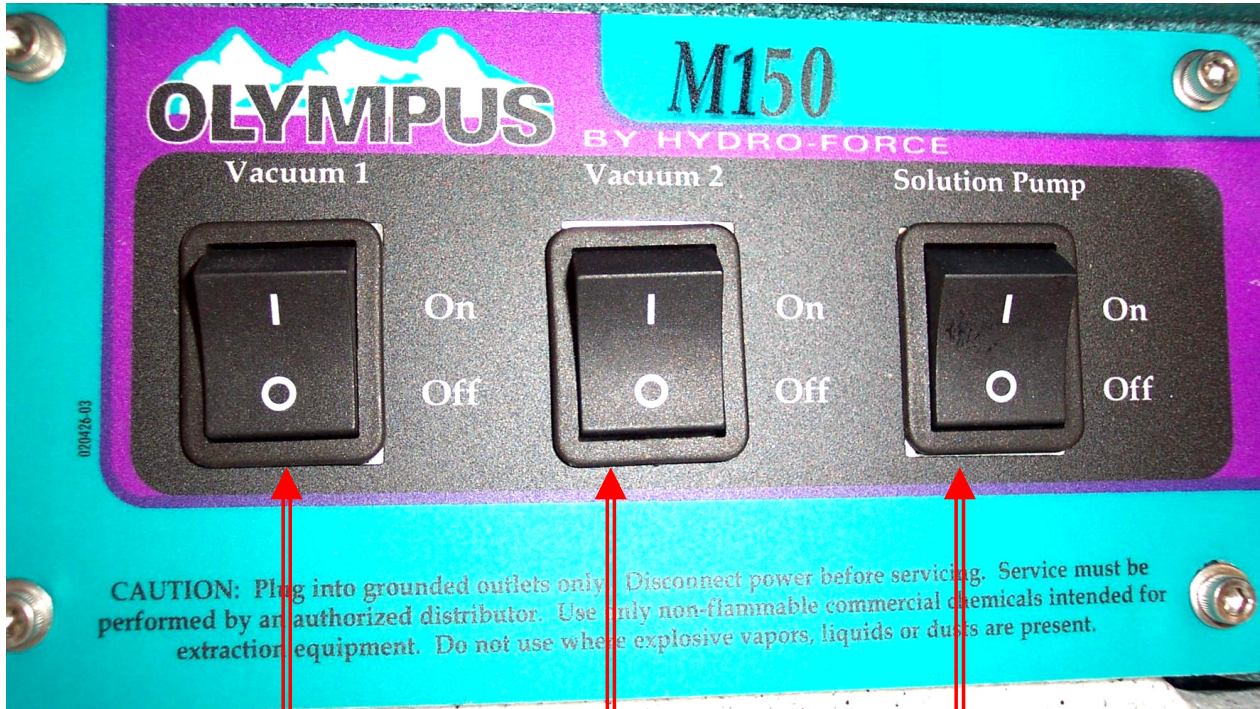 OLYMPUS
M150
BY HYDRO-FORCE
Vacuum 1
Vacuum 2
Solution Pump
I
I
I
On
On
On
O
O
O
Off
Off
Off
020426-03
CAUTION: Plug into grounded outlets only. Disconnect power before servicing. Service must be
performed by an authorized distributor. Use only non-flammable commercial chemicals intended for
extraction equipment. Do not use where explosive vapors, liquids or dusts are present.